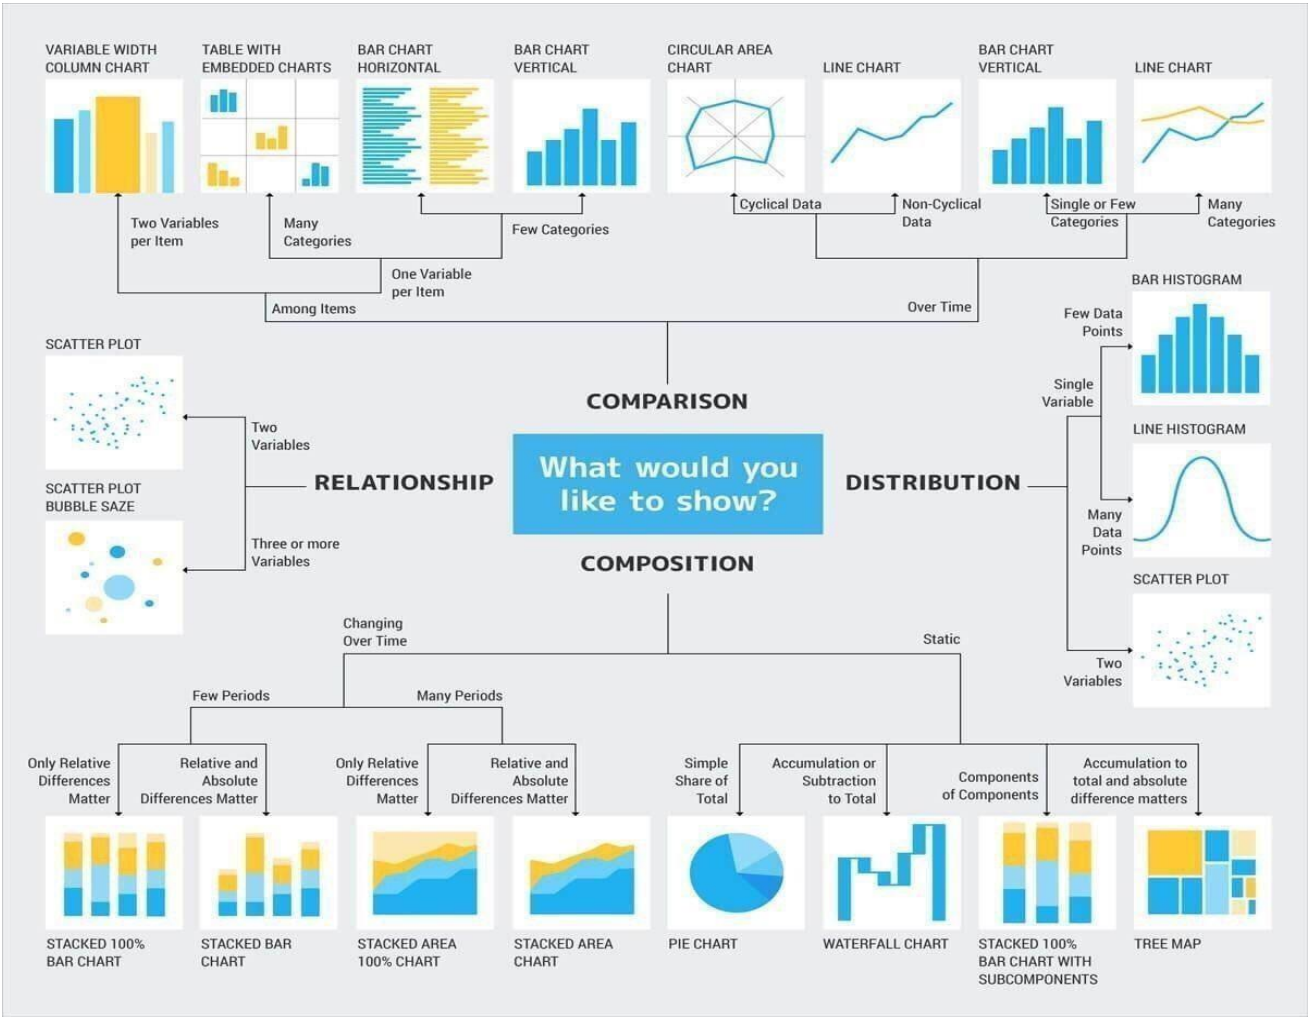 VARIABLE WIDTH
COLUMN CHART
TABLE WITH
EMBEDDED CHARTS
BAR CHART
HORIZONTAL
BAR CHART
VERTICAL
CIRCULAR AREA
CHART
LINE CHART
BAR CHART
VERTICAL
LINE CHART
Two Variables
per Item
Many
Categories
Few Categories
One Variable
per Item
Among Items
Cyclical Data
Non-Cyclical
Data
Single or Few
Categories
Many
Categories
Over Time
COMPARISON
What would you
like to show?
RELATIONSHIP
SCATTER PLOT
Two
Variables
SCATTER PLOT
BUBBLE SAZE
Three or more
Variables
DISTRIBUTION
BAR HISTOGRAM
Few Data
Points
Single
Variable
LINE HISTOGRAM
Many
Data
Points
SCATTER PLOT
Two
Variables
COMPOSITION
Changing
Over Time
Static
Few Periods
Many Periods
Only Relative
Differences
Matter
Relative and
Absolute
Differences Matter
Only Relative
Differences
Matter
Relative and
Absolute
Differences Matter
Simple
Share of
Total
Accumulation or
Subtraction
to Total
Components
of Components
Accumulation to
total and absolute
difference matters
STACKED 100%
BAR CHART
STACKED BAR
CHART
STACKED AREA
100% CHART
STACKED AREA
CHART
PIE CHART
WATERFALL CHART
STACKED 100%
BAR CHART WITH
SUBCOMPONENTS
TREE MAP